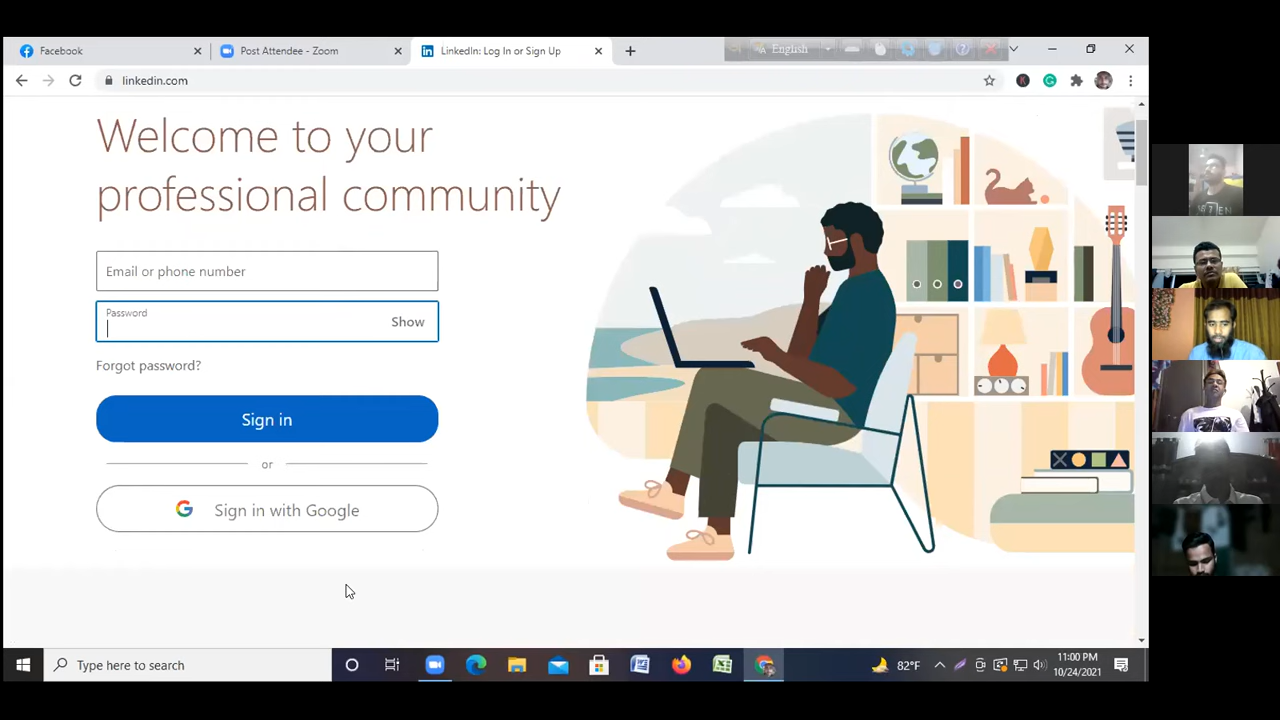 Facebook
Post Attendee - Zoom
LinkedIn: Log In or Sign Up
English
linkedin.com
Welcome to your
professional community
Email or phone number
Password
Show
Forgot password?
Sign in
or
Sign in with Google
Type here to search
82°F
11:00 PM
10/24/2021